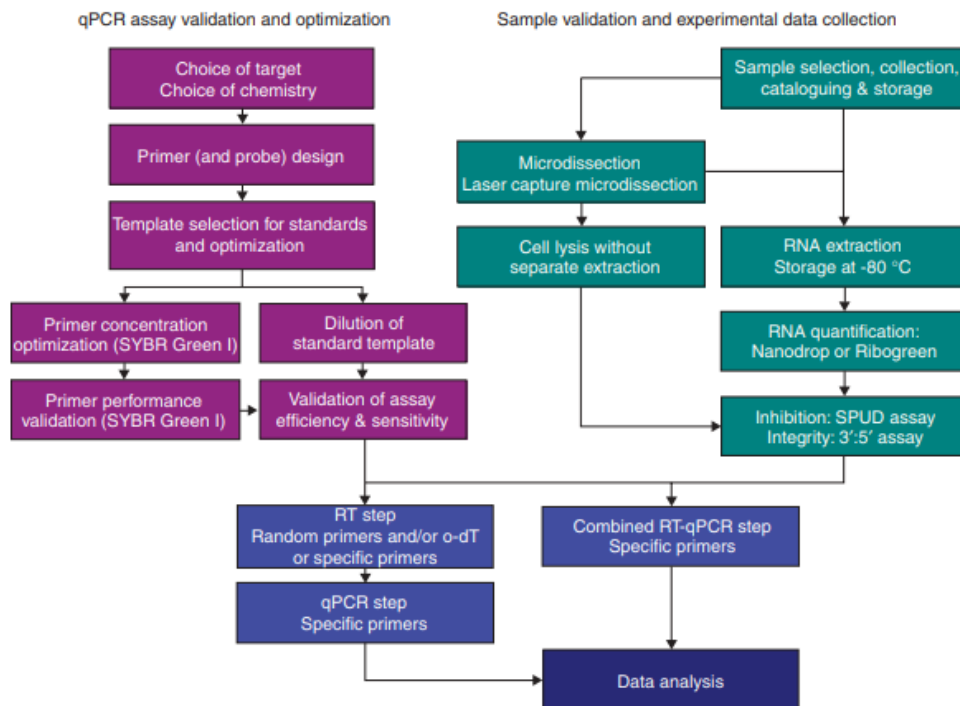 qPCR assay validation and optimization
Sample validation and experimental data collection
Choice of target
Choice of chemistry
Primer (and probe) design
Template selection for standards
and optimization
Primer concentration
optimization (SYBR Green I)
Dilution of
standard template
Primer performance
validation (SYBR Green I)
Validation of assay
efficiency & sensitivity
Sample selection, collection,
cataloguing & storage
Microdissection
Laser capture microdissection
Cell lysis without
separate extraction
RNA extraction
Storage at -80 °C
RNA quantification:
Nanodrop or Ribogreen
Inhibition: SPUD assay
Integrity: 3′:5′ assay
RT step
Random primers and/or o-dT
or specific primers
Combined RT-qPCR step
Specific primers
qPCR step
Specific primers
Data analysis